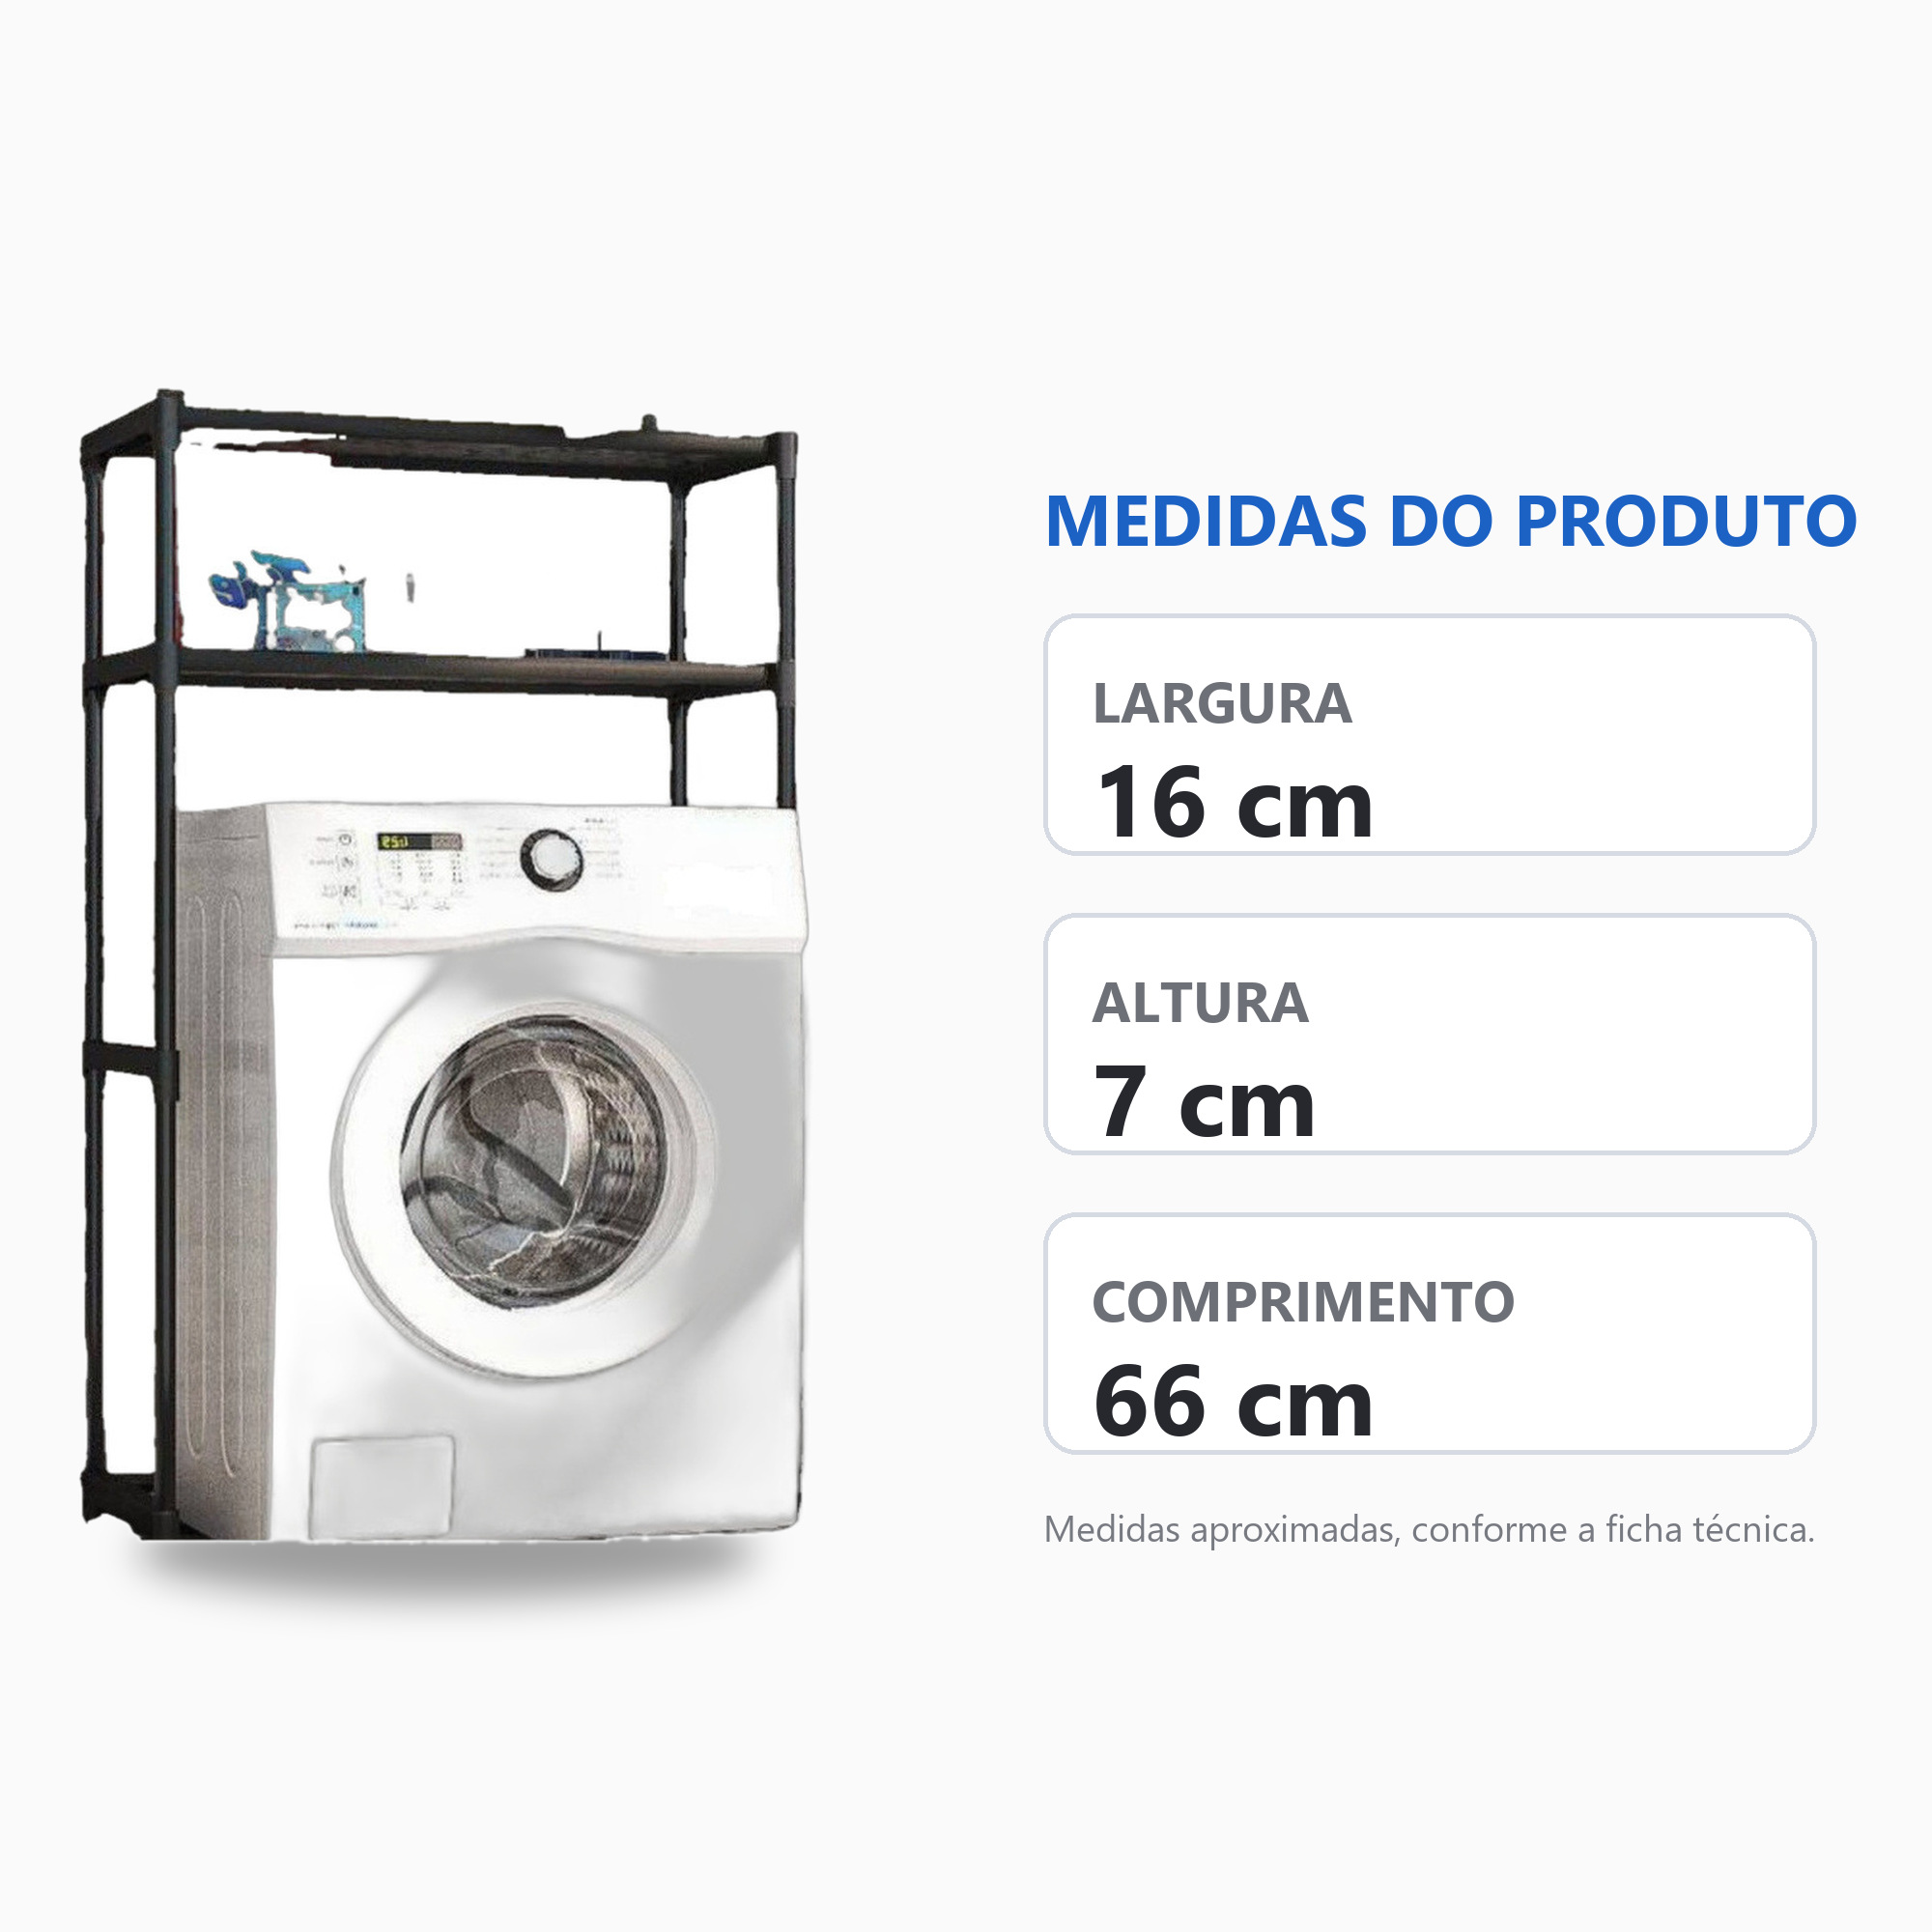 MEDIDAS DO PRODUTO
LARGURA
16 cm
ALTURA
7 cm
COMPRIMENTO
66 cm
Medidas aproximadas, conforme a ficha técnica.